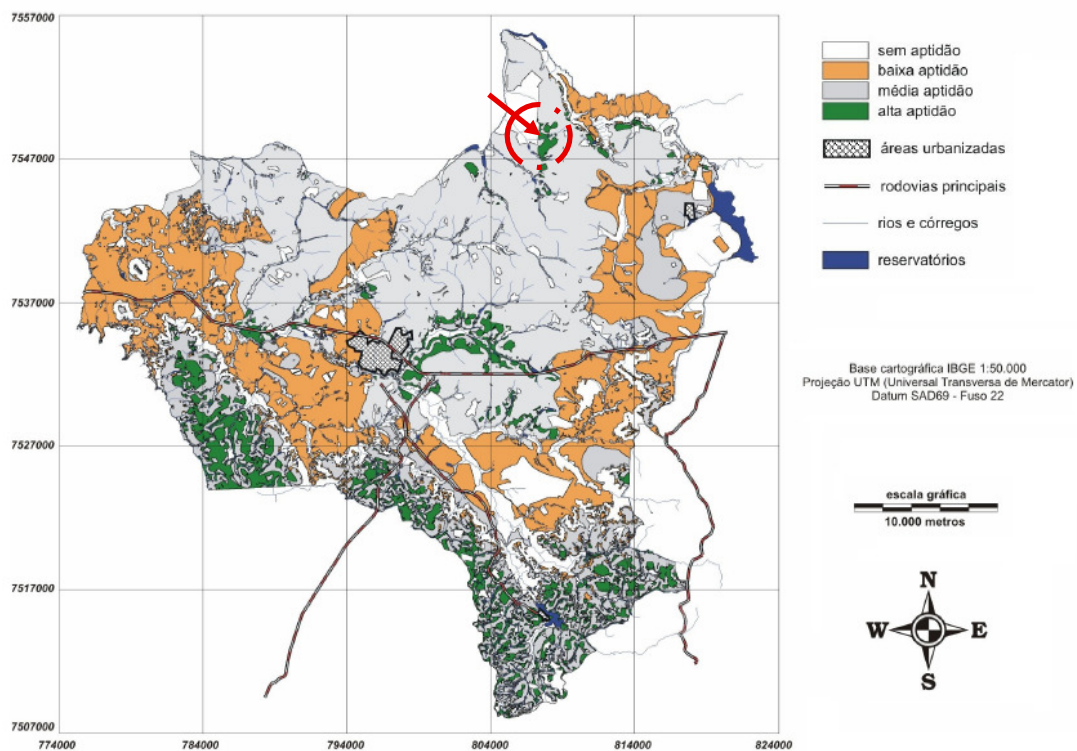 7557000
7547000
7537000
7527000
7517000
7507000
774000
784000
794000
804000
814000
824000
sem aptidão
baixa aptidão
média aptidão
alta aptidão
áreas urbanizadas
rodovias principais
rios e córregos
reservatórios
Base cartográfica IBGE 1:50.000
Projeção UTM (Universal Transversa de Mercator)
Datum SAD69 - Fuso 22
escala gráfica
10.000 metros
N
W
E
S